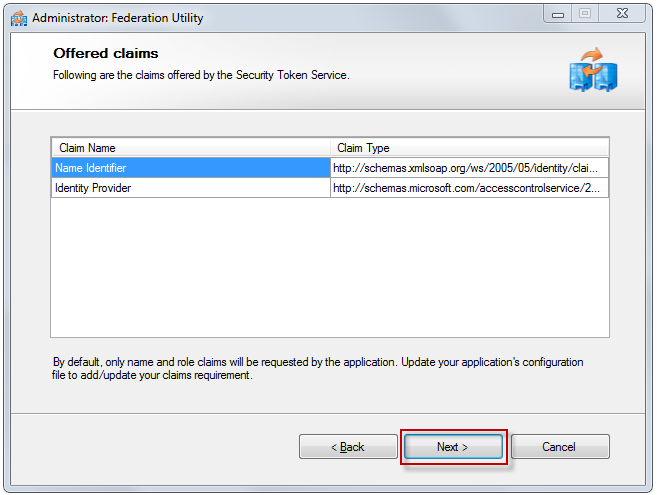 Administrator: Federation Utility
Offered claims
Following are the claims offered by the Security Token Service.
Claim Name Claim Type
Name Identifier http://schemas.xmlsoap.org/ws/2005/05/identity/clai...
Identity Provider http://schemas.microsoft.com/accesscontrolservice/2...
By default, only name and role claims will be requested by the application. Update your application's configuration
file to add/update your claims requirement.
< Back Next > Cancel